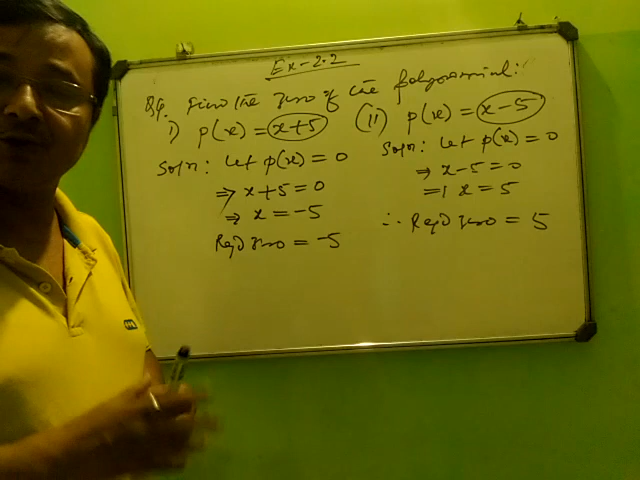 Ex-2.2
Q4. Find the zero of the polynomial:
i) p(x) = x+5
Soln: Let p(x) = 0
⇒ x+5 = 0
⇒ x = -5
Reqd zero = -5
(ii) p(x) = x-5
Soln: Let p(x) = 0
⇒ x-5 = 0
⇒ x = 5
∴ Reqd zero = 5